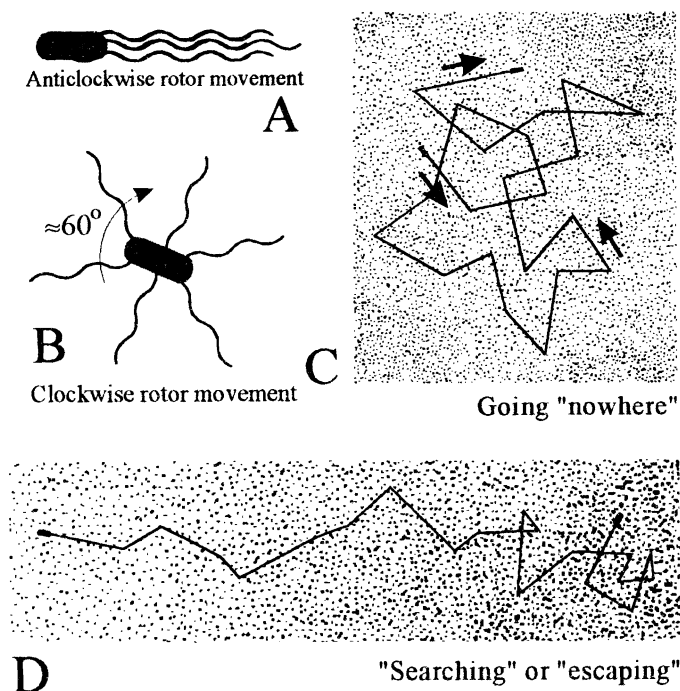 Anticlockwise rotor movement
A
≈60°
B
Clockwise rotor movement
C
Going "nowhere"
D
"Searching" or "escaping"